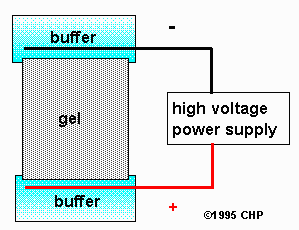 buffer
-
gel
high voltage
power supply
buffer
+
©1995 CHP